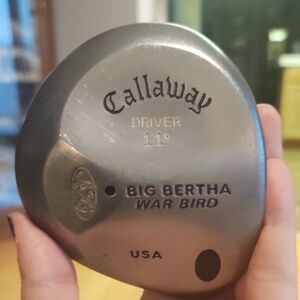 Callaway
DRIVER
11°
BIG BERTHA
WAR BIRD
USA